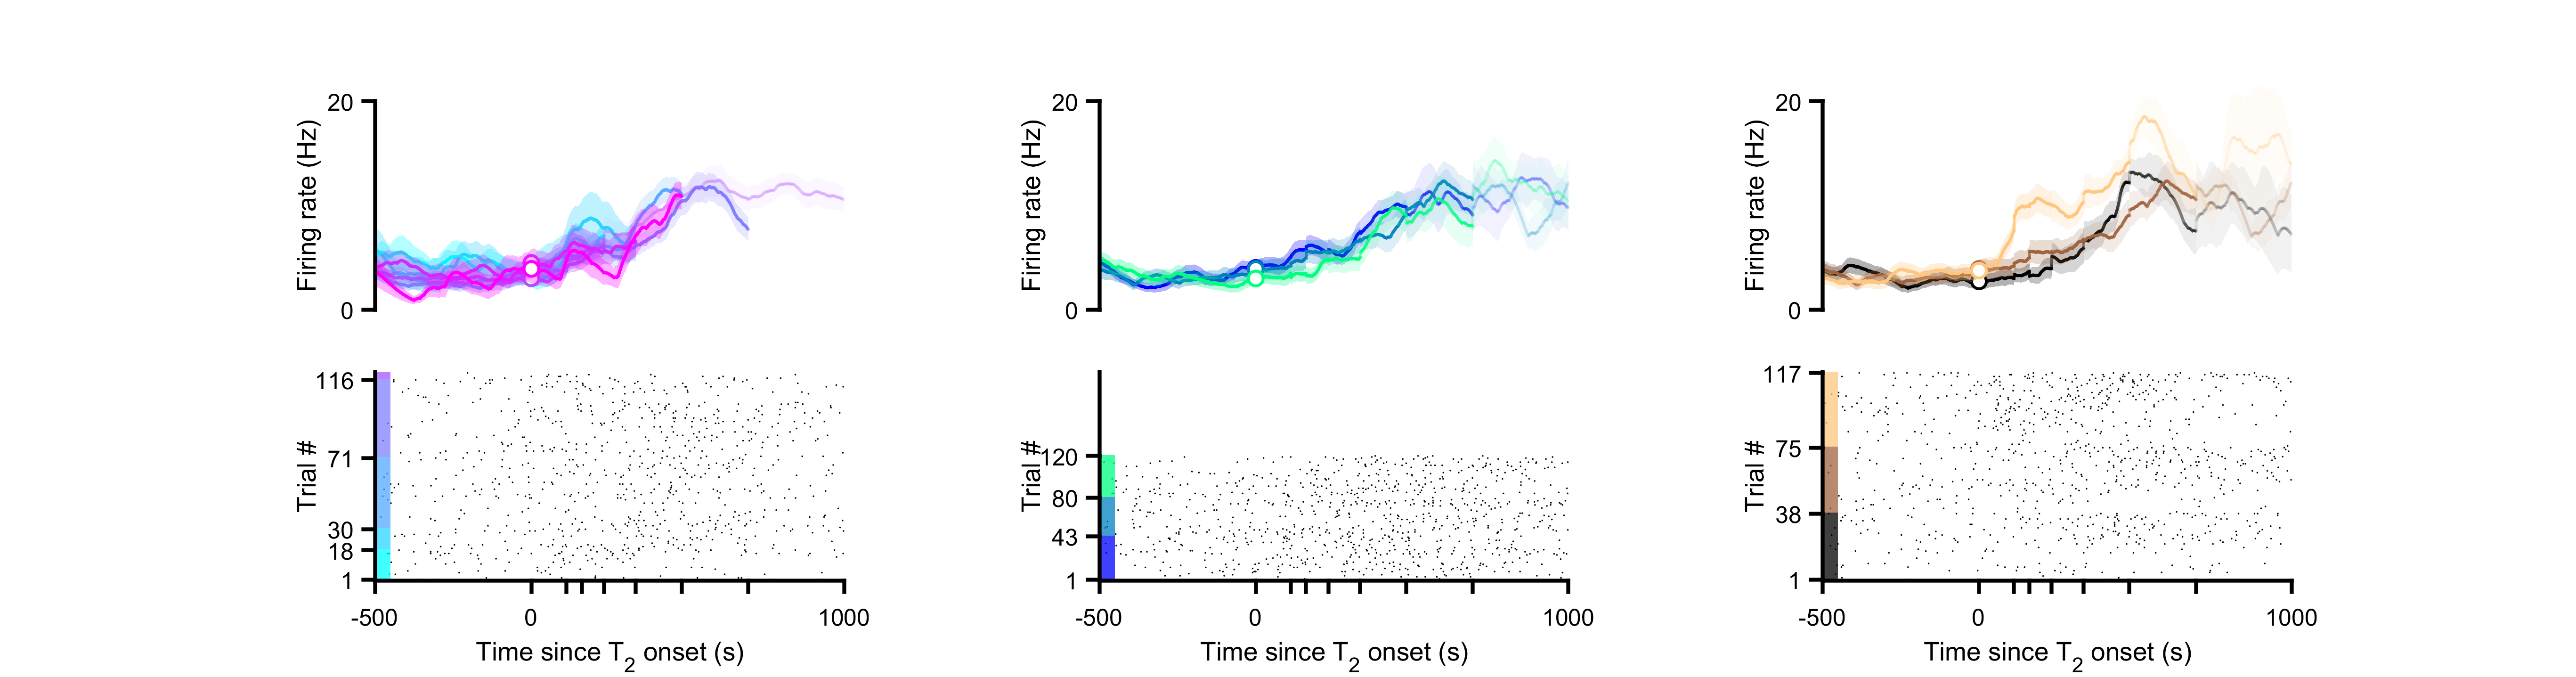 20
Firing rate (Hz)
0
20
Firing rate (Hz)
0
20
Firing rate (Hz)
0
116
71
30
18
1
Trial #
-500 0 1000
Time since T2 onset (s)
120
80
43
1
Trial #
-500 0 1000
Time since T2 onset (s)
117
75
38
1
Trial #
-500 0 1000
Time since T2 onset (s)